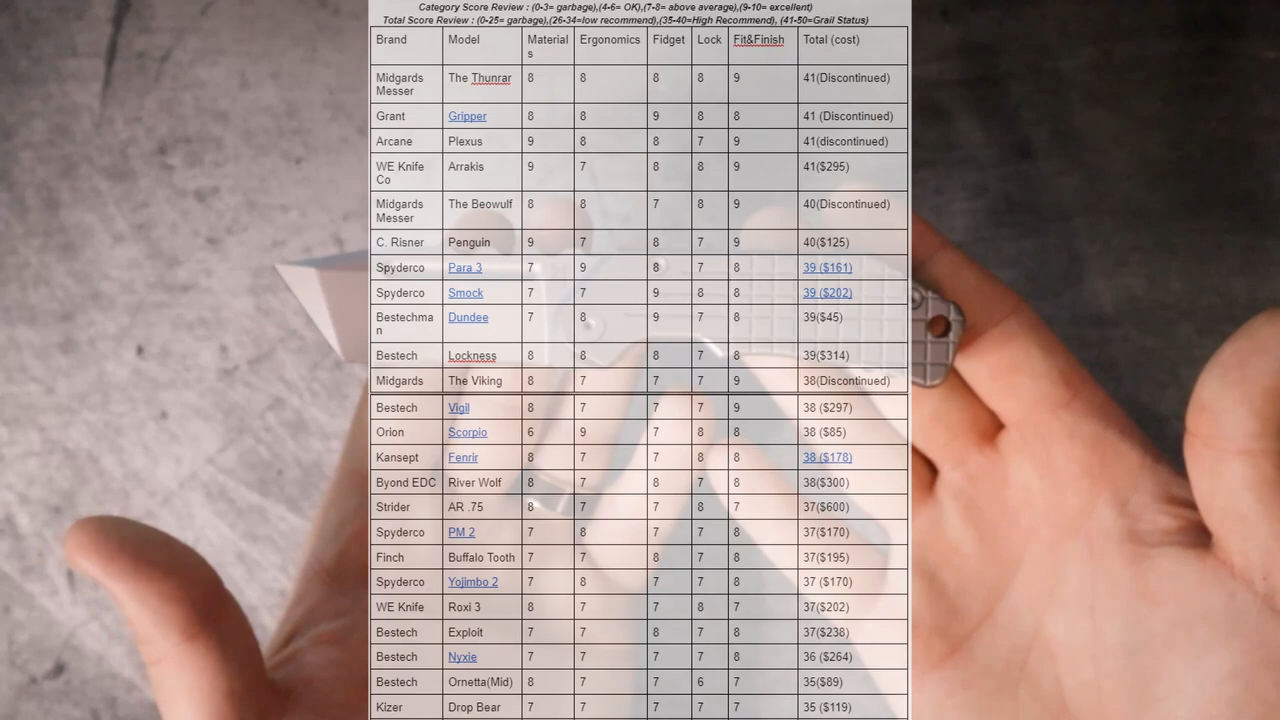 Category Score Review : (0-3= garbage),(4-6= OK),(7-8= above average),(9-10= excellent)
Total Score Review : (0-25= garbage),(26-34=low recommend),(35-40=High Recommend), (41-50=Grail Status)
Brand Model Materials Ergonomics Fidget Lock Fit&Finish Total (cost)
Midgards Messer The Thunrar 8 8 8 8 9 41(Discontinued)
Grant Gripper 8 8 9 8 8 41 (Discontinued)
Arcane Plexus 9 8 8 7 9 41(discontinued)
WE Knife Co Arrakis 9 7 8 8 9 41($295)
Midgards Messer The Beowulf 8 8 7 8 9 40(Discontinued)
C. Risner Penguin 9 7 8 7 9 40($125)
Spyderco Para 3 7 9 8 7 8 39 ($161)
Spyderco Smock 7 7 9 8 8 39 ($202)
Bestechman Dundee 7 8 9 7 8 39($45)
Bestech Lockness 8 8 8 7 8 39($314)
Midgards The Viking 8 7 7 7 9 38(Discontinued)
Bestech Vigil 8 7 7 7 9 38 ($297)
Orion Scorpio 6 9 7 8 8 38 ($85)
Kansept Fenrir 8 7 7 8 8 38 ($178)
Byond EDC River Wolf 8 7 8 7 8 38($300)
Strider AR .75 8 7 7 8 7 37($600)
Spyderco PM 2 7 8 7 7 8 37($170)
Finch Buffalo Tooth 7 7 8 7 8 37($195)
Spyderco Yojimbo 2 7 8 7 7 8 37 ($170)
WE Knife Roxi 3 8 7 7 8 7 37($202)
Bestech Exploit 7 7 8 7 8 37($238)
Bestech Nyxie 7 7 7 7 8 36 ($264)
Bestech Ornetta(Mid) 8 7 7 6 7 35($89)
Kizer Drop Bear 7 7 7 7 7 35 ($119)